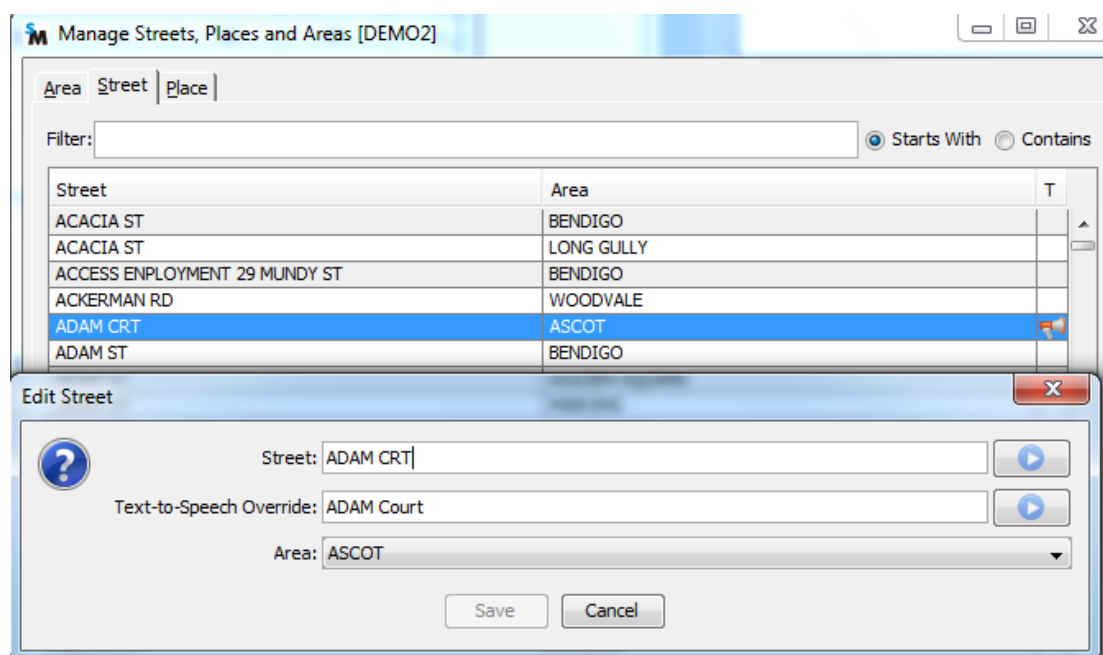 SM Manage Streets, Places and Areas [DEMO2]
Area Street Place
Filter: Starts With Contains
Street Area T
ACACIA ST BENDIGO
ACACIA ST LONG GULLY
ACCESS ENPLOYMENT 29 MUNDY ST BENDIGO
ACKERMAN RD WOODVALE
ADAM CRT ASCOT
ADAM ST BENDIGO
Edit Street
Street: ADAM CRT
Text-to-Speech Override: ADAM Court
Area: ASCOT
Save Cancel